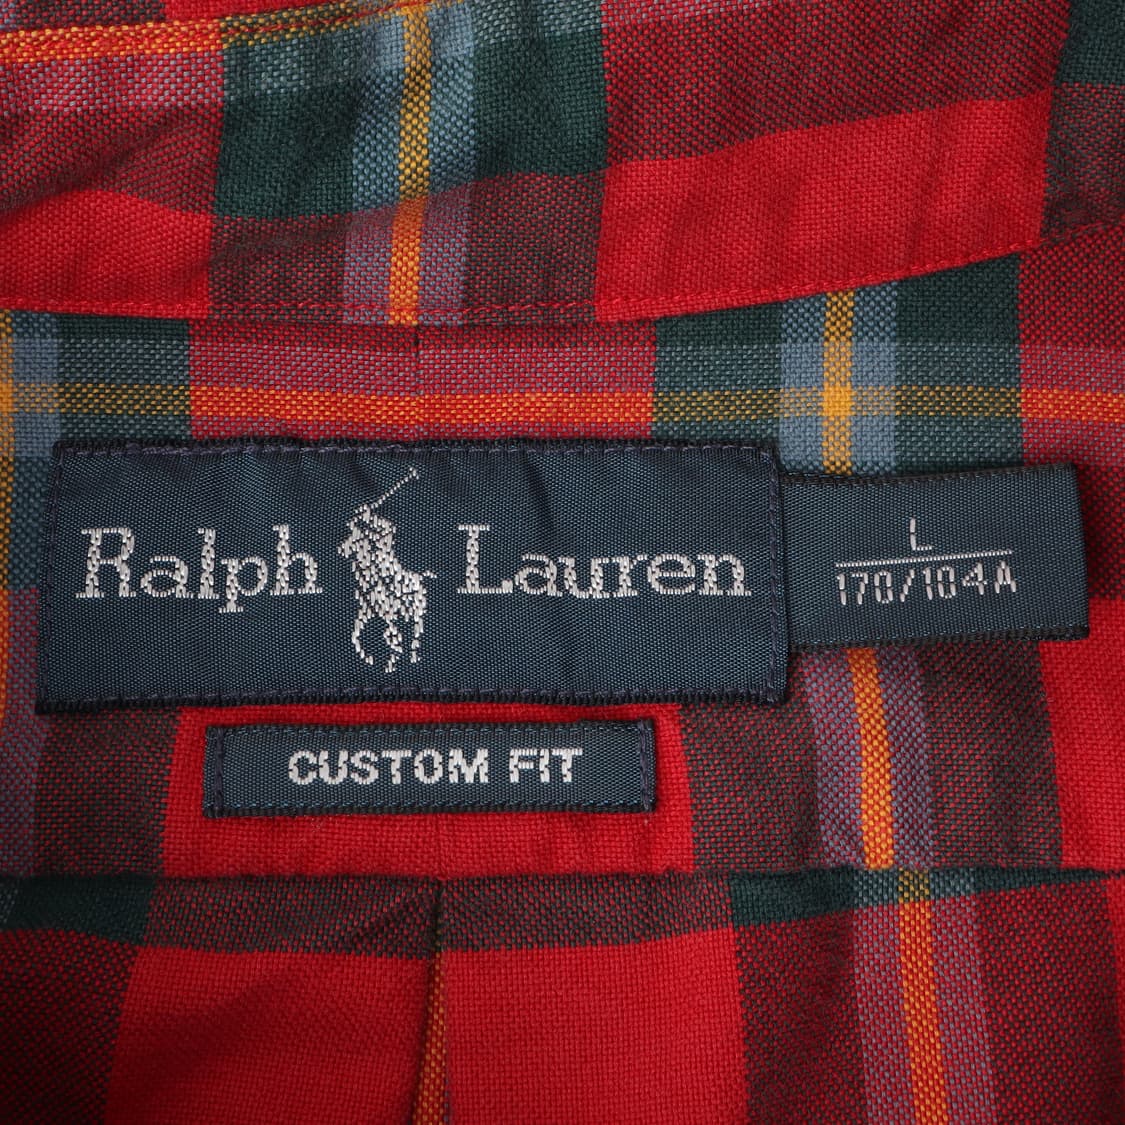 Ralph Lauren
L
170/104A
CUSTOM FIT